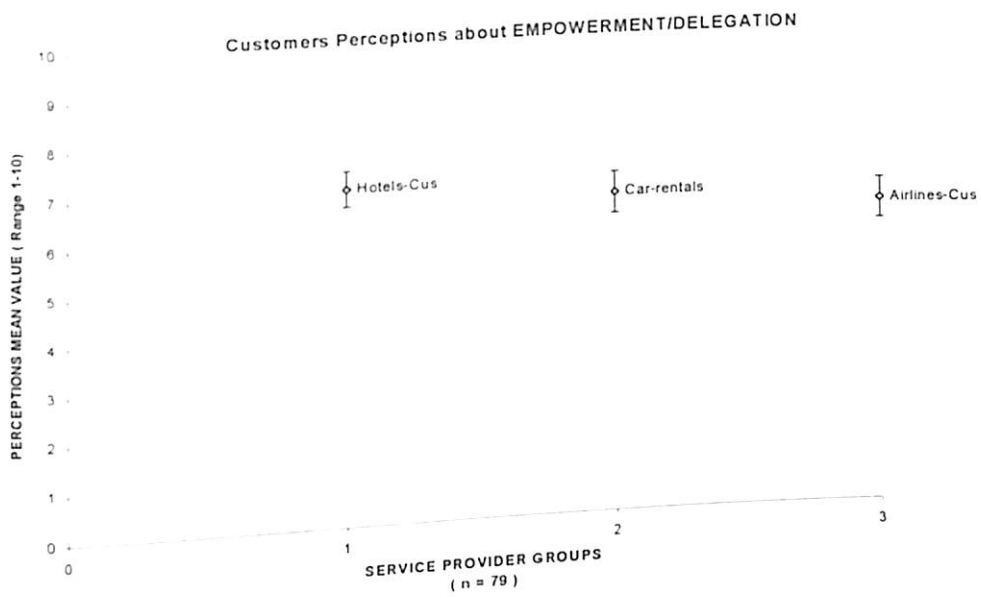 Customers Perceptions about EMPOWERMENT/DELEGATION
10
9
8
7
6
5
4
3
2
1
0
PERCEPTIONS MEAN VALUE ( Range 1-10)
Hotels-Cus
Car-rentals
Airlines-Cus
0
1
2
3
SERVICE PROVIDER GROUPS
( n = 79 )